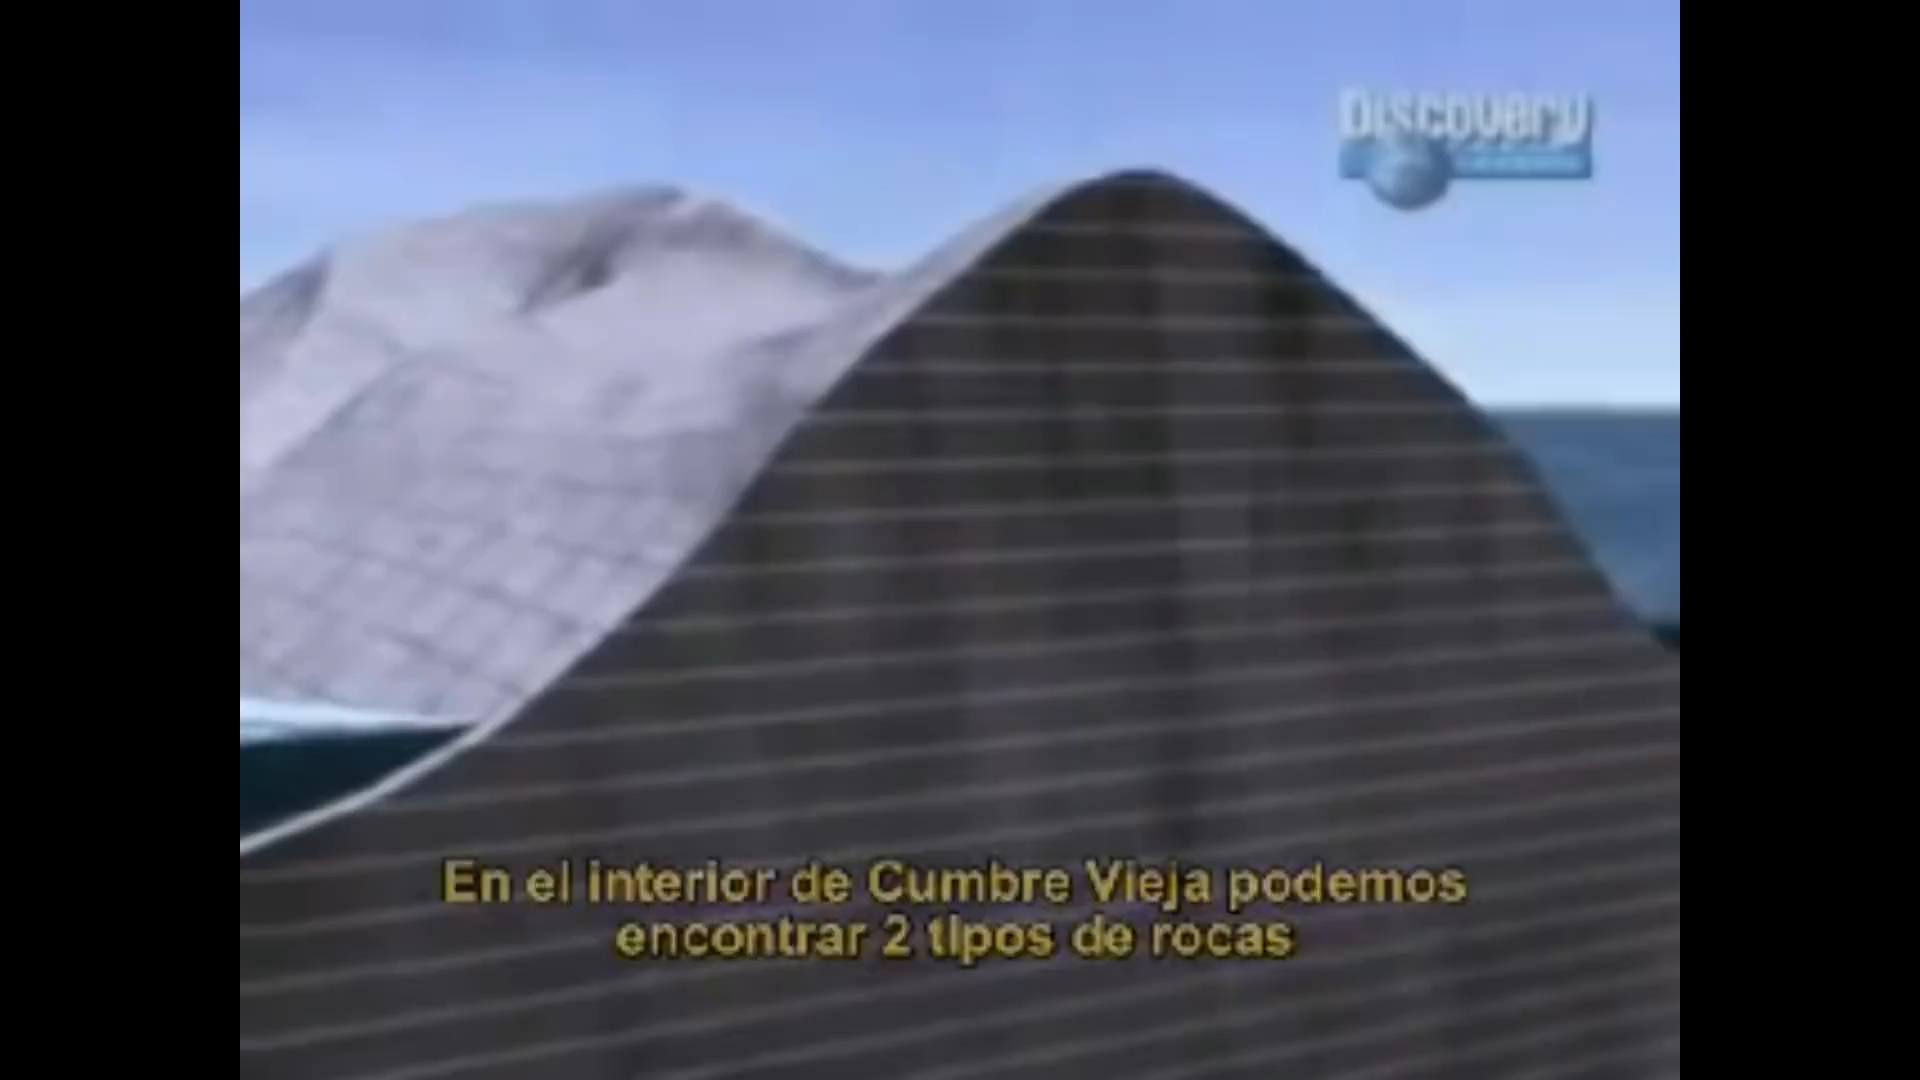 Discovery
En el interior de Cumbre Vieja podemos
encontrar 2 tipos de rocas